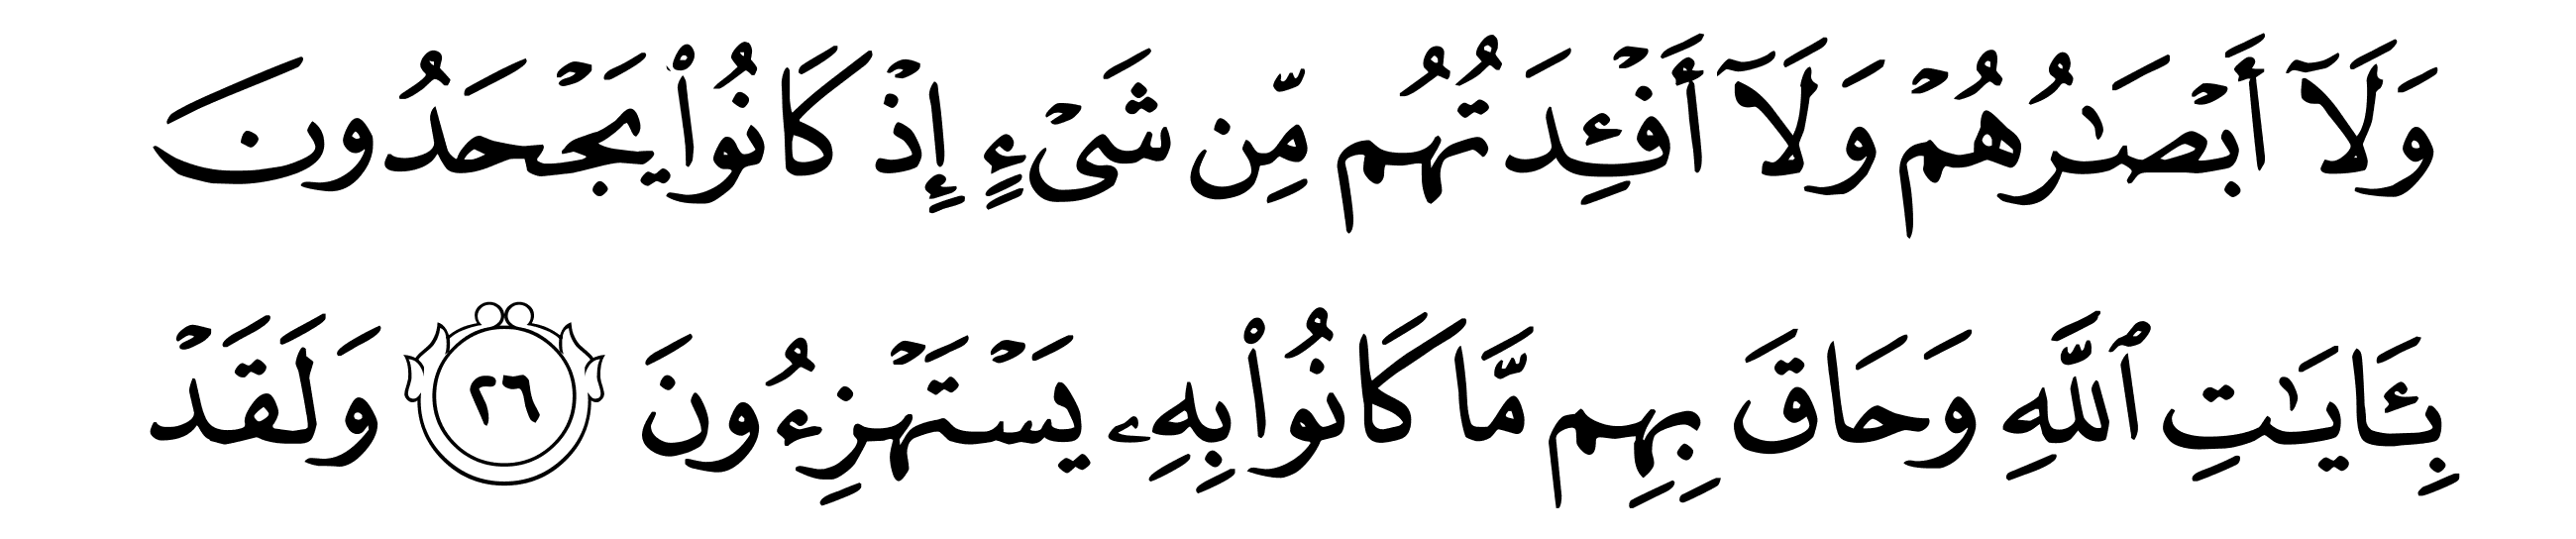 وَلَآ أَبْصَٰرُهُمْ وَلَآ أَفْـِٔدَتُهُم مِّن شَىْءٍ إِذْ كَانُوا۟ يَجْحَدُونَ
بِـَٔايَٰتِ ٱللَّهِ وَحَاقَ بِهِم مَّا كَانُوا۟ بِهِۦ يَسْتَهْزِءُونَ ٢٦ وَلَقَدْ